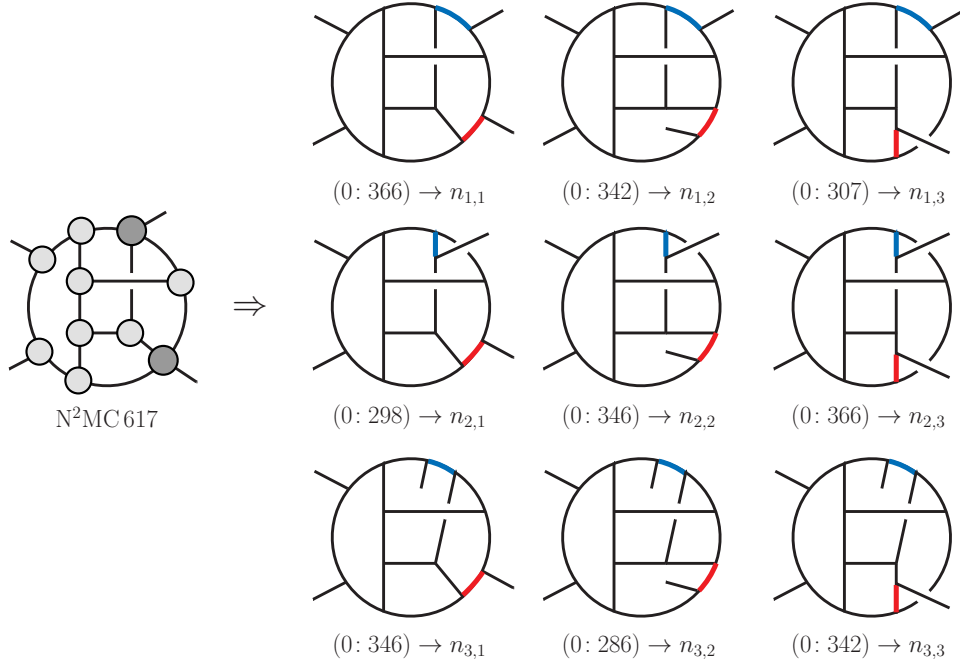 (0: 366) → n₁,₁ (0: 342) → n₁,₂ (0: 307) → n₁,₃
⇒
N²MC 617
(0: 298) → n₂,₁ (0: 346) → n₂,₂ (0: 366) → n₂,₃
(0: 346) → n₃,₁ (0: 286) → n₃,₂ (0: 342) → n₃,₃